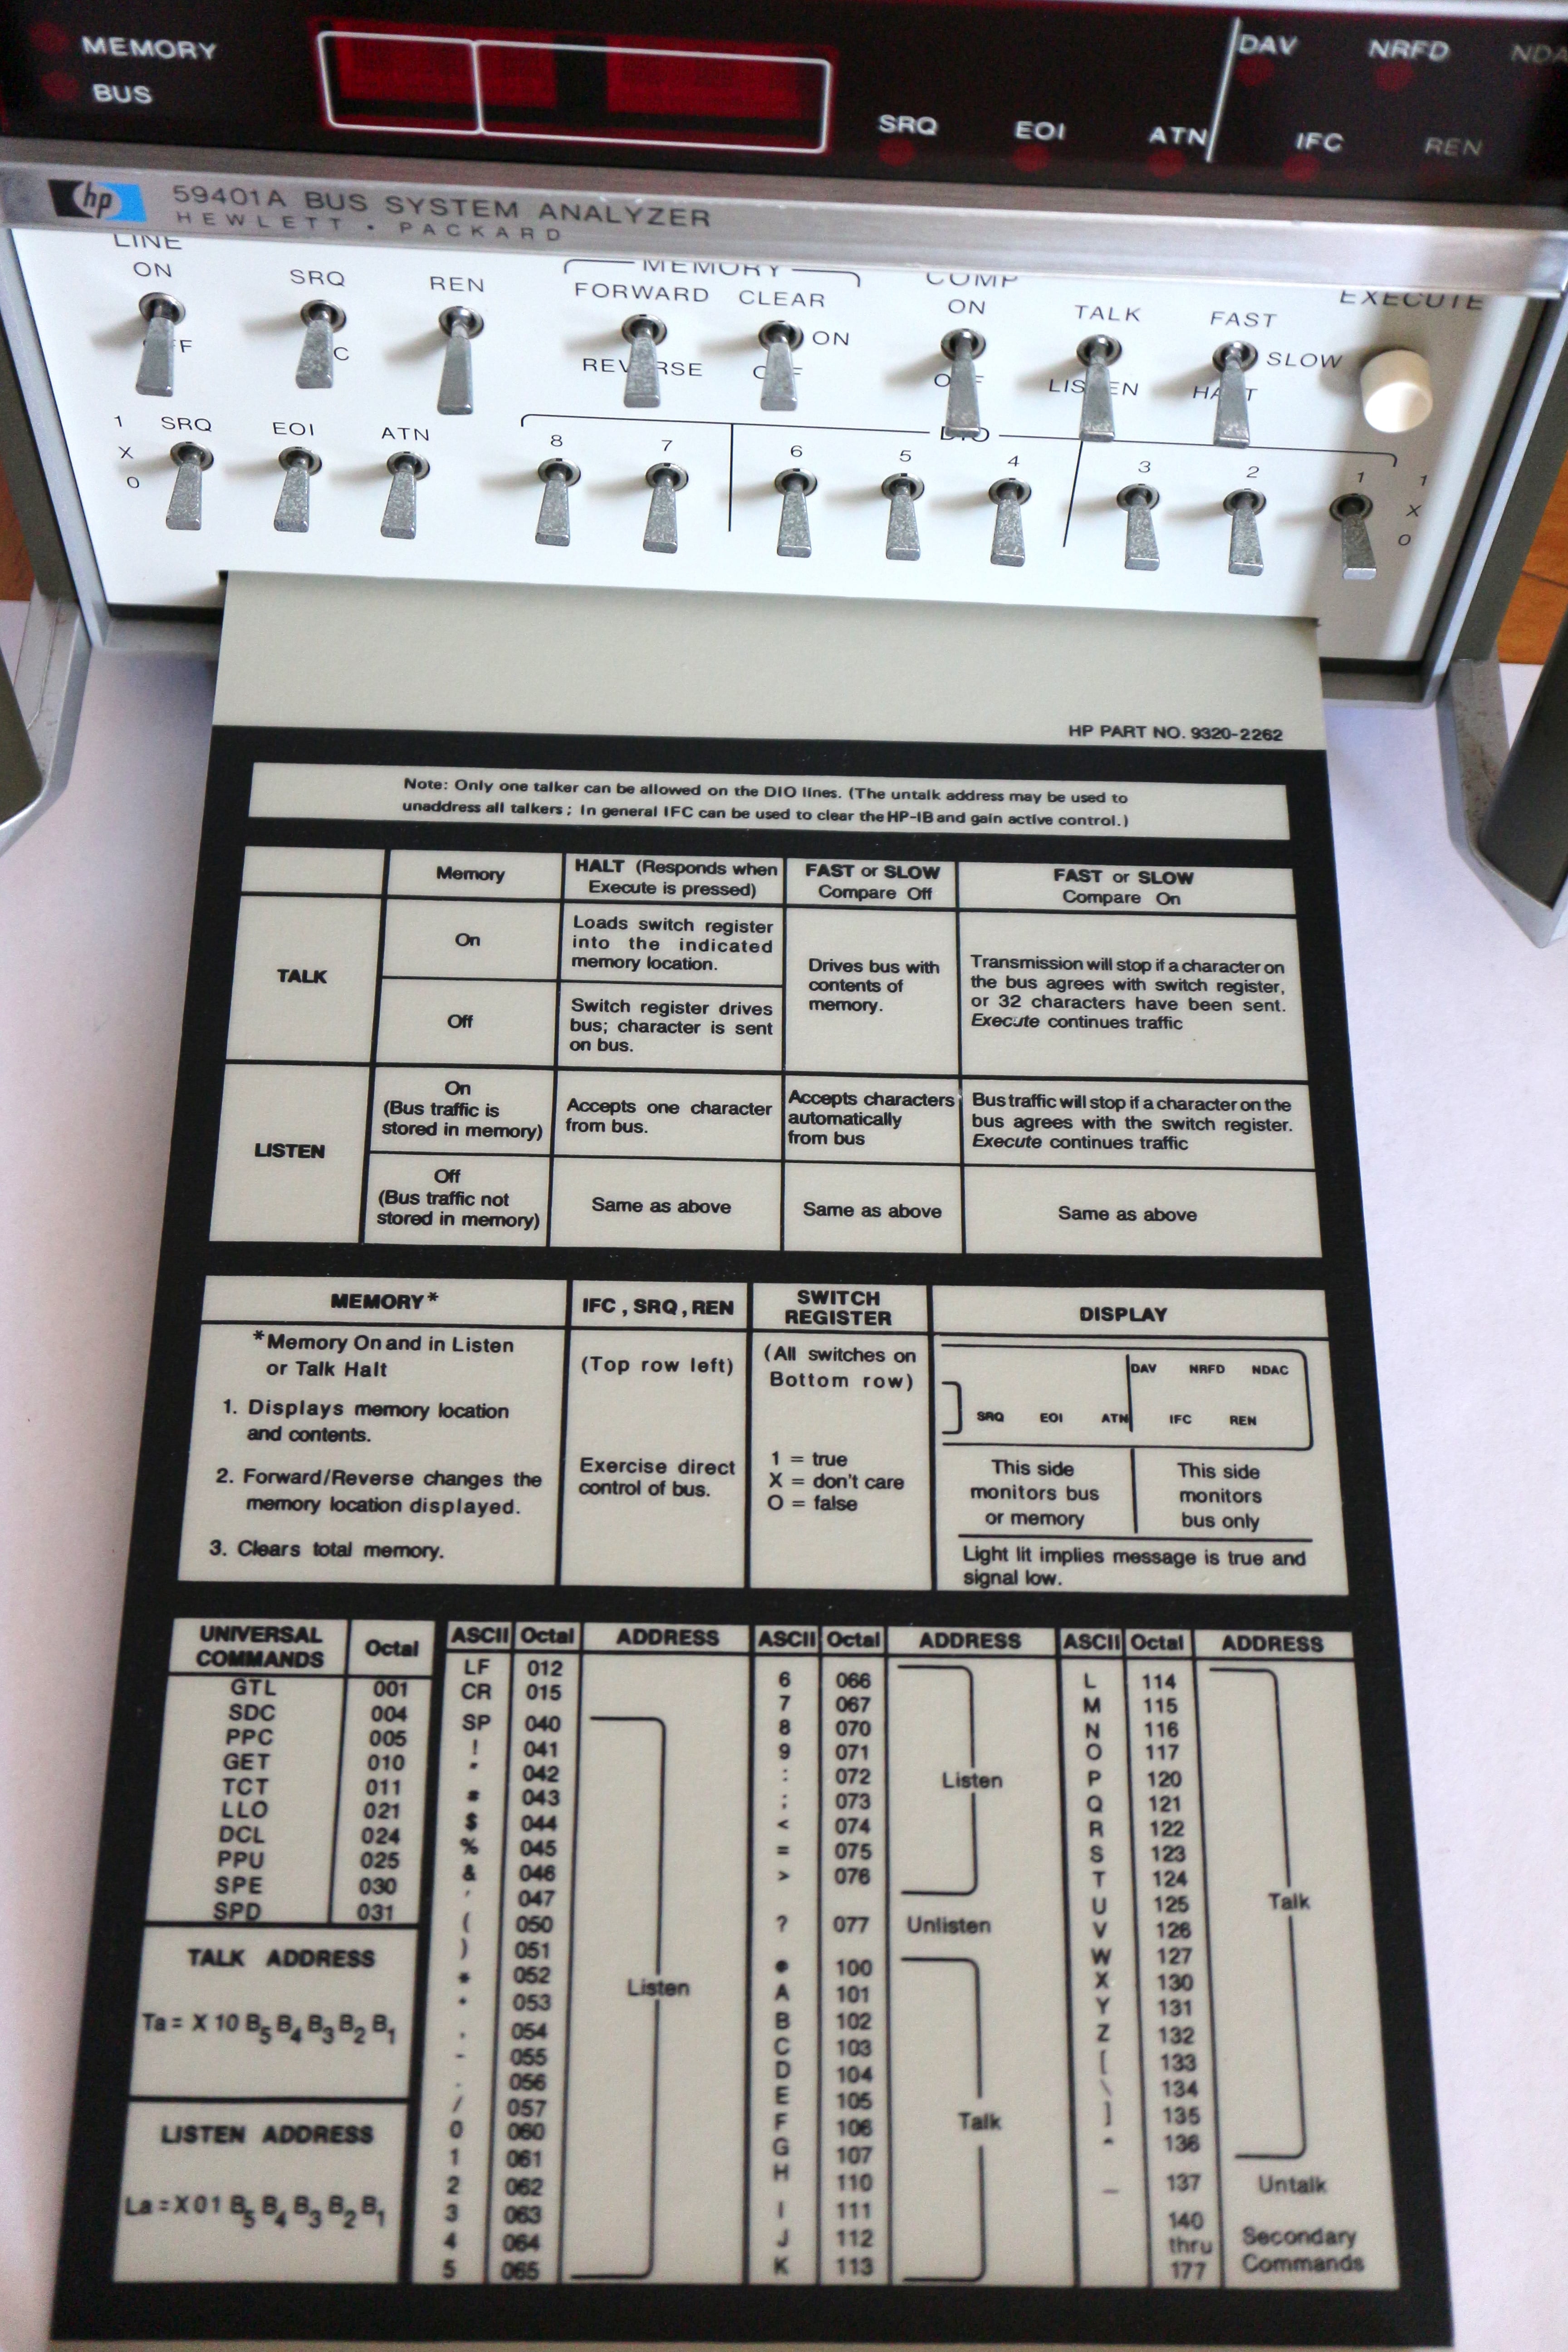 MEMORY
BUS
DAV NRFD NDA
SRQ EOI ATN IFC REN
hp 59401A BUS SYSTEM ANALYZER
HEWLETT • PACKARD
LINE
ON
SRQ
REN
MEMORY
FORWARD CLEAR
REVERSE
ON
COMP
ON
TALK
LISTEN
FAST
SLOW
HALT
EXECUTE
1 SRQ EOI ATN
X
0
DIO
8 7 6 5 4 3 2 1
1
X
0
HP PART NO. 9320-2262
Note: Only one talker can be allowed on the DIO lines. (The untalk address may be used to
unaddress all talkers; In general IFC can be used to clear the HP-IB and gain active control.)
Memory
HALT (Responds when
Execute is pressed)
FAST or SLOW
Compare Off
FAST or SLOW
Compare On
TALK
On
Loads switch register
into the indicated
memory location.
Off
Switch register drives
bus; character is sent
on bus.
Drives bus with
contents of
memory.
Transmission will stop if a character on
the bus agrees with switch register,
or 32 characters have been sent.
Execute continues traffic
LISTEN
On
(Bus traffic is
stored in memory)
Accepts one character
from bus.
Accepts characters
automatically
from bus
Bus traffic will stop if a character on the
bus agrees with the switch register.
Execute continues traffic
Off
(Bus traffic not
stored in memory)
Same as above
Same as above
Same as above
MEMORY*
*Memory On and in Listen
or Talk Halt
1. Displays memory location
and contents.
2. Forward/Reverse changes the
memory location displayed.
3. Clears total memory.
IFC, SRQ, REN
(Top row left)
Exercise direct
control of bus.
SWITCH
REGISTER
(All switches on
Bottom row)
1 = true
X = don't care
O = false
DISPLAY
DAV NRFD NDAC
SRQ EOI ATN IFC REN
This side
monitors bus
or memory
This side
monitors
bus only
Light lit implies message is true and
signal low.
UNIVERSAL
COMMANDS
Octal
GTL 001
SDC 004
PPC 005
GET 010
TCT 011
LLO 021
DCL 024
PPU 025
SPE 030
SPD 031
TALK ADDRESS
Ta = X 10 B5 B4 B3 B2 B1
LISTEN ADDRESS
La = X 01 B5 B4 B3 B2 B1
ASCII Octal ADDRESS
LF 012
CR 015
SP 040
! 041
" 042
# 043
$ 044
% 045
& 046
' 047
( 050
) 051
* 052
053
054
- 055
. 056
/ 057
0 060
1 061
2 062
3 063
4 064
5 065
Listen
ASCII Octal ADDRESS
6 066
7 067
8 070
9 071
: 072
; 073
< 074
= 075
> 076
Listen
? 077 Unlisten
100
A 101
B 102
C 103
D 104
E 105
F 106
G 107
H 110
I 111
J 112
K 113
Talk
ASCII Octal ADDRESS
L 114
M 115
N 116
O 117
P 120
Q 121
R 122
S 123
T 124
U 125
V 126
W 127
X 130
Y 131
Z 132
[ 133
\ 134
] 135
^ 136
Talk
_ 137 Untalk
140
thru
177
Secondary
Commands